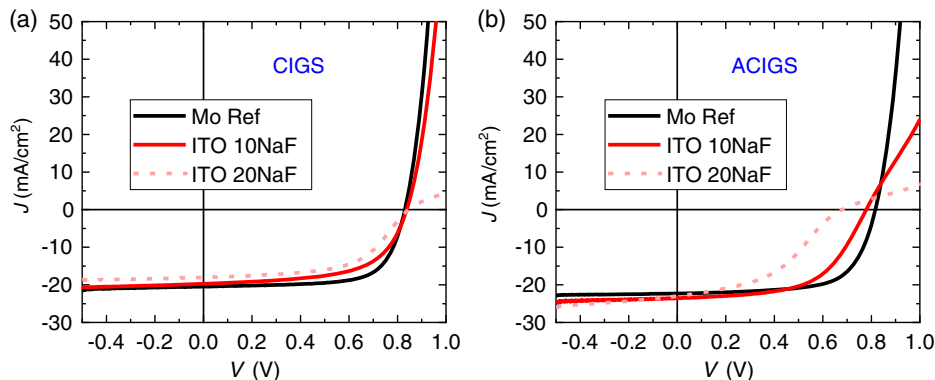 (a)
CIGS
Mo Ref
ITO 10NaF
ITO 20NaF
J (mA/cm²)
50
40
30
20
10
0
-10
-20
-30
-0.4 -0.2 0.0 0.2 0.4 0.6 0.8 1.0
V (V)
(b)
ACIGS
Mo Ref
ITO 10NaF
ITO 20NaF
J (mA/cm²)
50
40
30
20
10
0
-10
-20
-30
-0.4 -0.2 0.0 0.2 0.4 0.6 0.8 1.0
V (V)